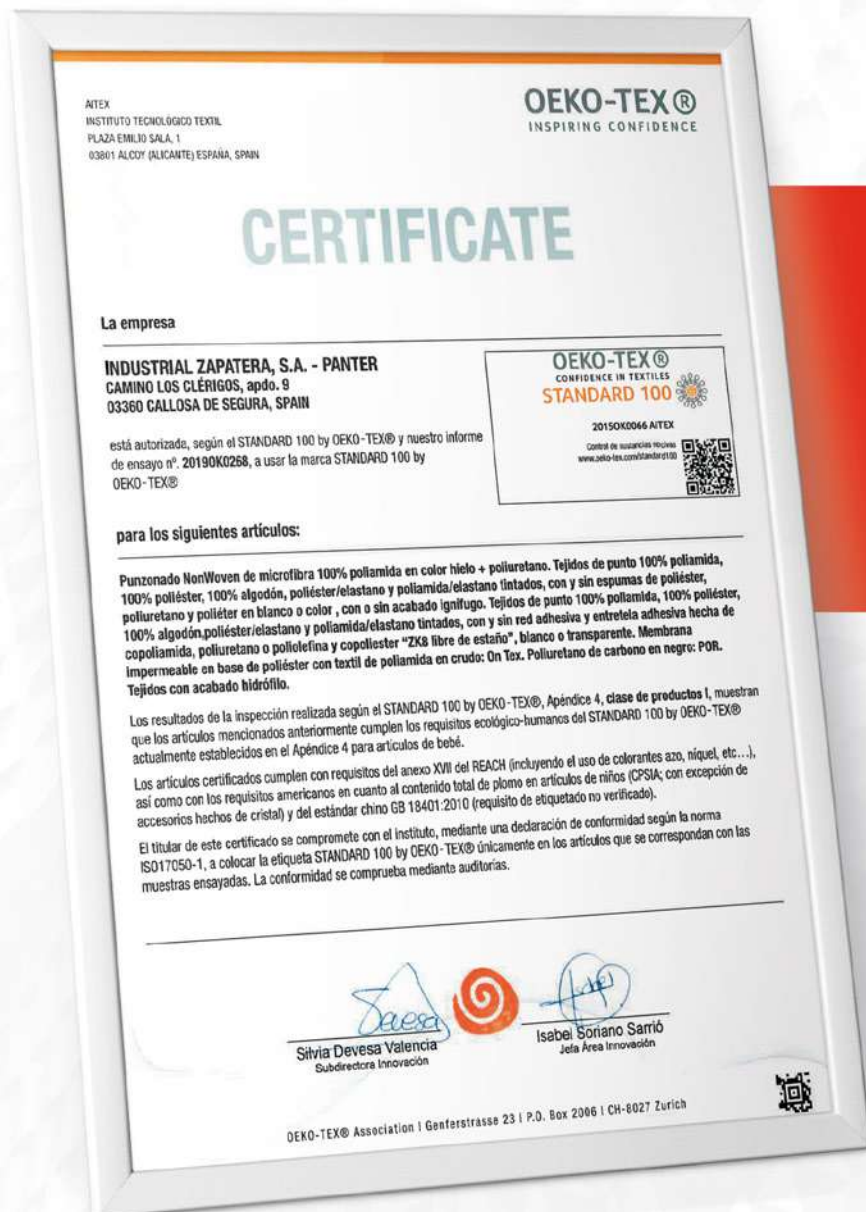 AITEX
INSTITUTO TECNOLÓGICO TEXTIL
PLAZA EMILIO SALA, 1
03801 ALCOY (ALICANTE) ESPAÑA, SPAIN
OEKO-TEX®
INSPIRING CONFIDENCE
CERTIFICATE
La empresa
INDUSTRIAL ZAPATERA, S.A. - PANTER
CAMINO LOS CLÉRIGOS, apdo. 9
03360 CALLOSA DE SEGURA, SPAIN
está autorizada, según el STANDARD 100 by OEKO-TEX® y nuestro informe
de ensayo nº. 2019OK0268, a usar la marca STANDARD 100 by
OEKO-TEX®
OEKO-TEX®
CONFIDENCE IN TEXTILES
STANDARD 100
2015OK0066 AITEX
Control de sustancias nocivas
www.oeko-tex.com/standard100
para los siguientes artículos:
Punzonado NonWoven de microfibra 100% poliamida en color hielo + poliuretano. Tejidos de punto 100% poliamida,
100% poliéster, 100% algodón, poliéster/elastano y poliamida/elastano tintados, con y sin espumas de poliéster,
poliuretano y poliéter en blanco o color , con o sin acabado ignifugo. Tejidos de punto 100% poliamida, 100% poliéster,
100% algodón,poliéster/elastano y poliamida/elastano tintados, con y sin red adhesiva y entretela adhesiva hecha de
copoliamida, poliuretano o poliolefina y copoliester "ZK8 libre de estaño", blanco o transparente. Membrana
impermeable en base de poliéster con textil de poliamida en crudo: On Tex. Poliuretano de carbono en negro: POR.
Tejidos con acabado hidrófilo.
Los resultados de la inspección realizada según el STANDARD 100 by OEKO-TEX®, Apéndice 4, clase de productos I, muestran
que los artículos mencionados anteriormente cumplen los requisitos ecológico-humanos del STANDARD 100 by OEKO-TEX®
actualmente establecidos en el Apéndice 4 para artículos de bebé.
Los artículos certificados cumplen con requisitos del anexo XVII del REACH (incluyendo el uso de colorantes azo, níquel, etc...),
así como con los requisitos americanos en cuanto al contenido total de plomo en artículos de niños (CPSIA; con excepción de
accesorios hechos de cristal) y del estándar chino GB 18401:2010 (requisito de etiquetado no verificado).
El titular de este certificado se compromete con el instituto, mediante una declaración de conformidad según la norma
ISO17050-1, a colocar la etiqueta STANDARD 100 by OEKO-TEX® únicamente en los artículos que se correspondan con las
muestras ensayadas. La conformidad se comprueba mediante auditorías.
Devesa
Silvia Devesa Valencia
Subdirectora Innovación
Isabel Soriano Sarrió
Jefa Área Innovación
OEKO-TEX® Association | Genferstrasse 23 | P.O. Box 2006 | CH-8027 Zurich